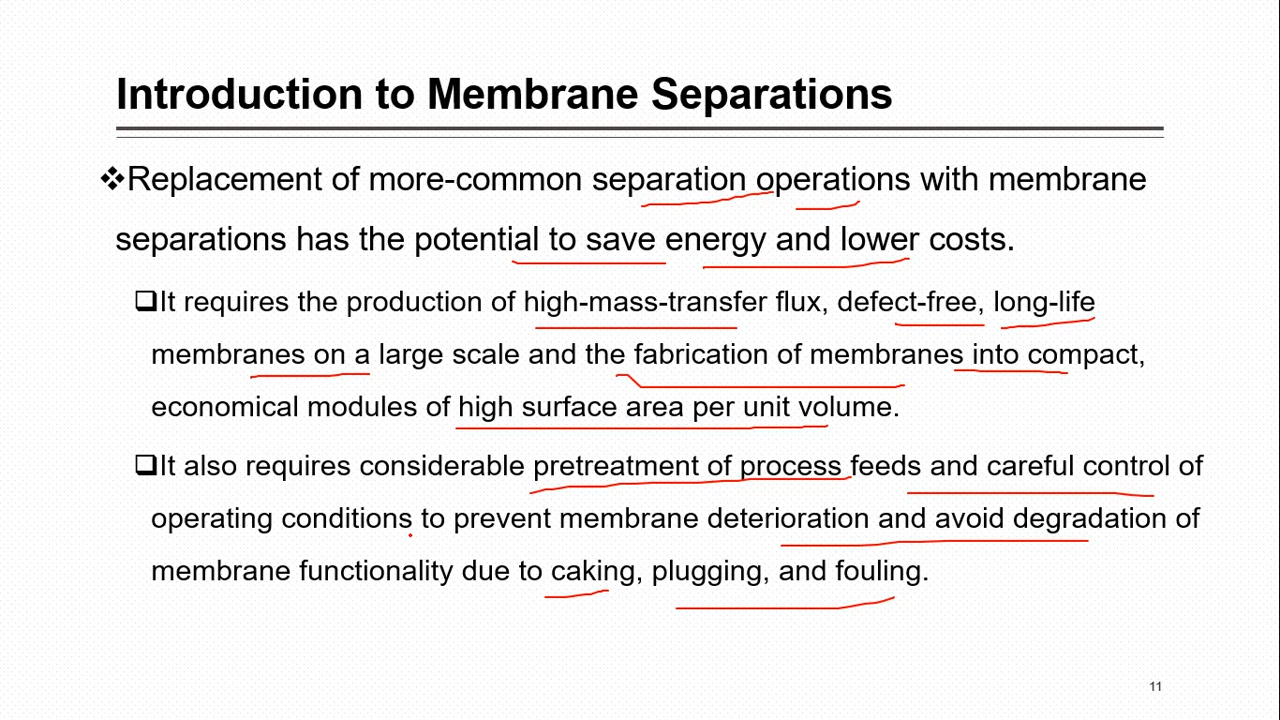 Introduction to Membrane Separations
❖Replacement of more-common separation operations with membrane
separations has the potential to save energy and lower costs.
❑It requires the production of high-mass-transfer flux, defect-free, long-life
membranes on a large scale and the fabrication of membranes into compact,
economical modules of high surface area per unit volume.
❑It also requires considerable pretreatment of process feeds and careful control of
operating conditions to prevent membrane deterioration and avoid degradation of
membrane functionality due to caking, plugging, and fouling.
11